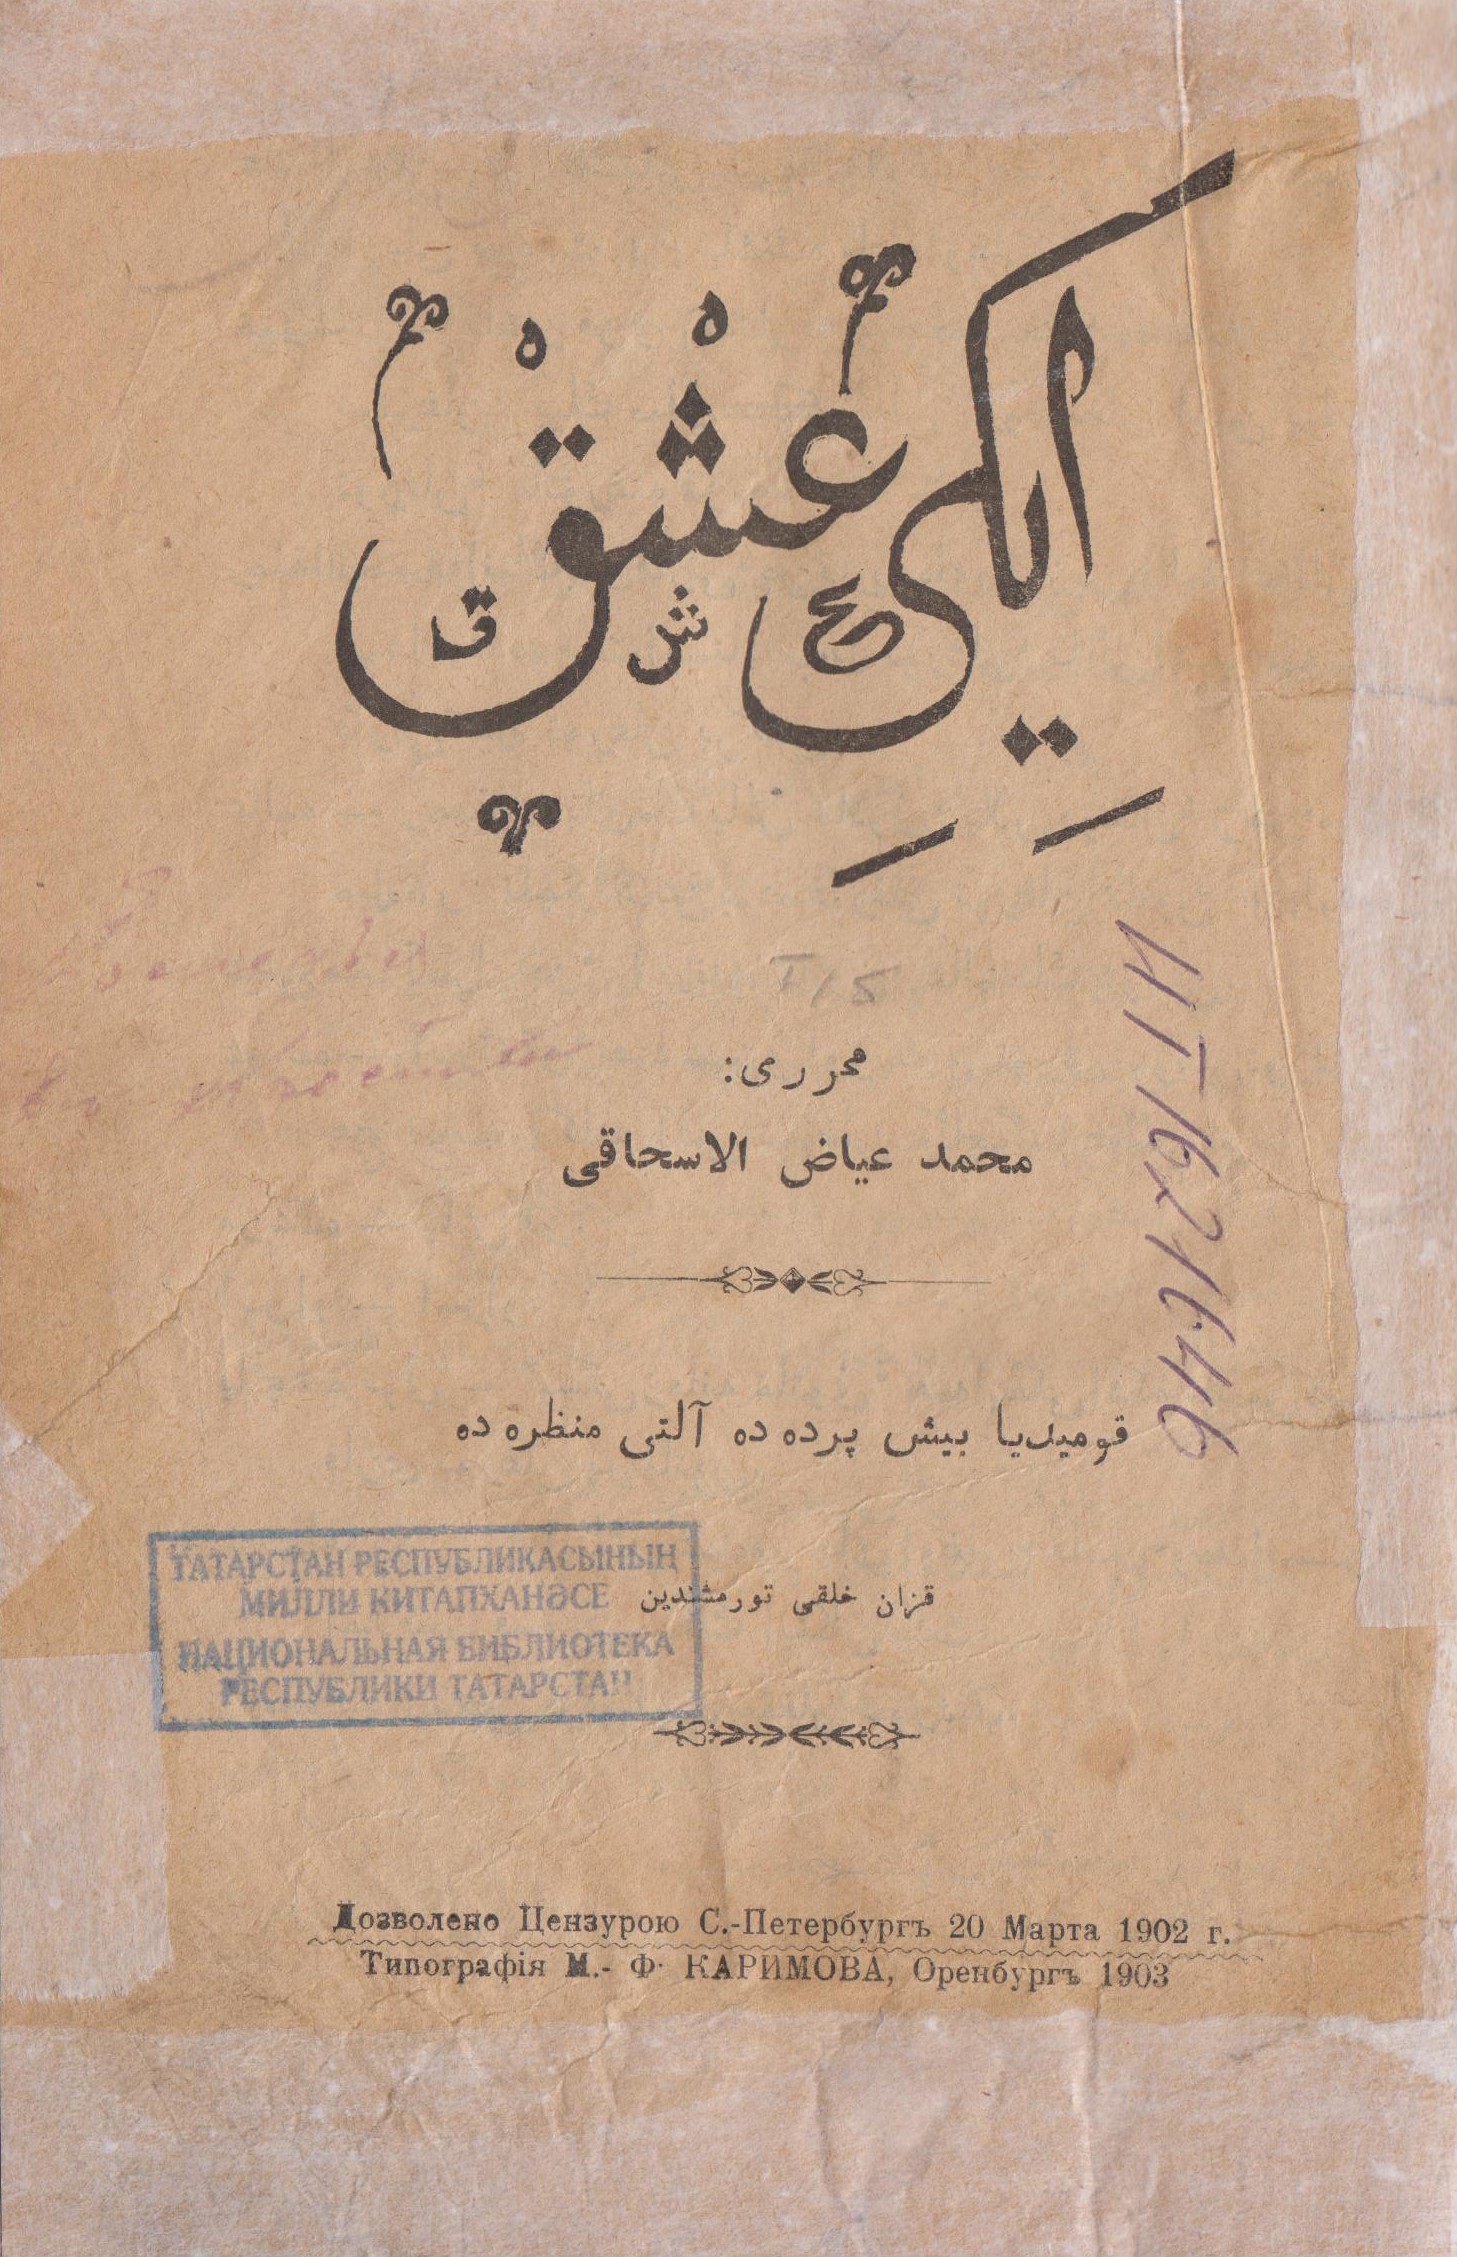 ایکی عشق
T/5
محرری:
محمد عیاض الاسحاقی
قومیدیا بیش پرده ده آلتی منظره ده
قزان خلقی تورمشندین
ТАТАРСТАН РЕСПУБЛИКАСЫНЫҢ
МИЛЛИ КИТАПХАНӘСЕ
НАЦИОНАЛЬНАЯ БИБЛИОТЕКА
РЕСПУБЛИКИ ТАТАРСТАН
Дозволено Цензурою С.-Петербургъ 20 Марта 1902 г.
Типографія М.- Ф. КАРИМОВА, Оренбургъ 1903